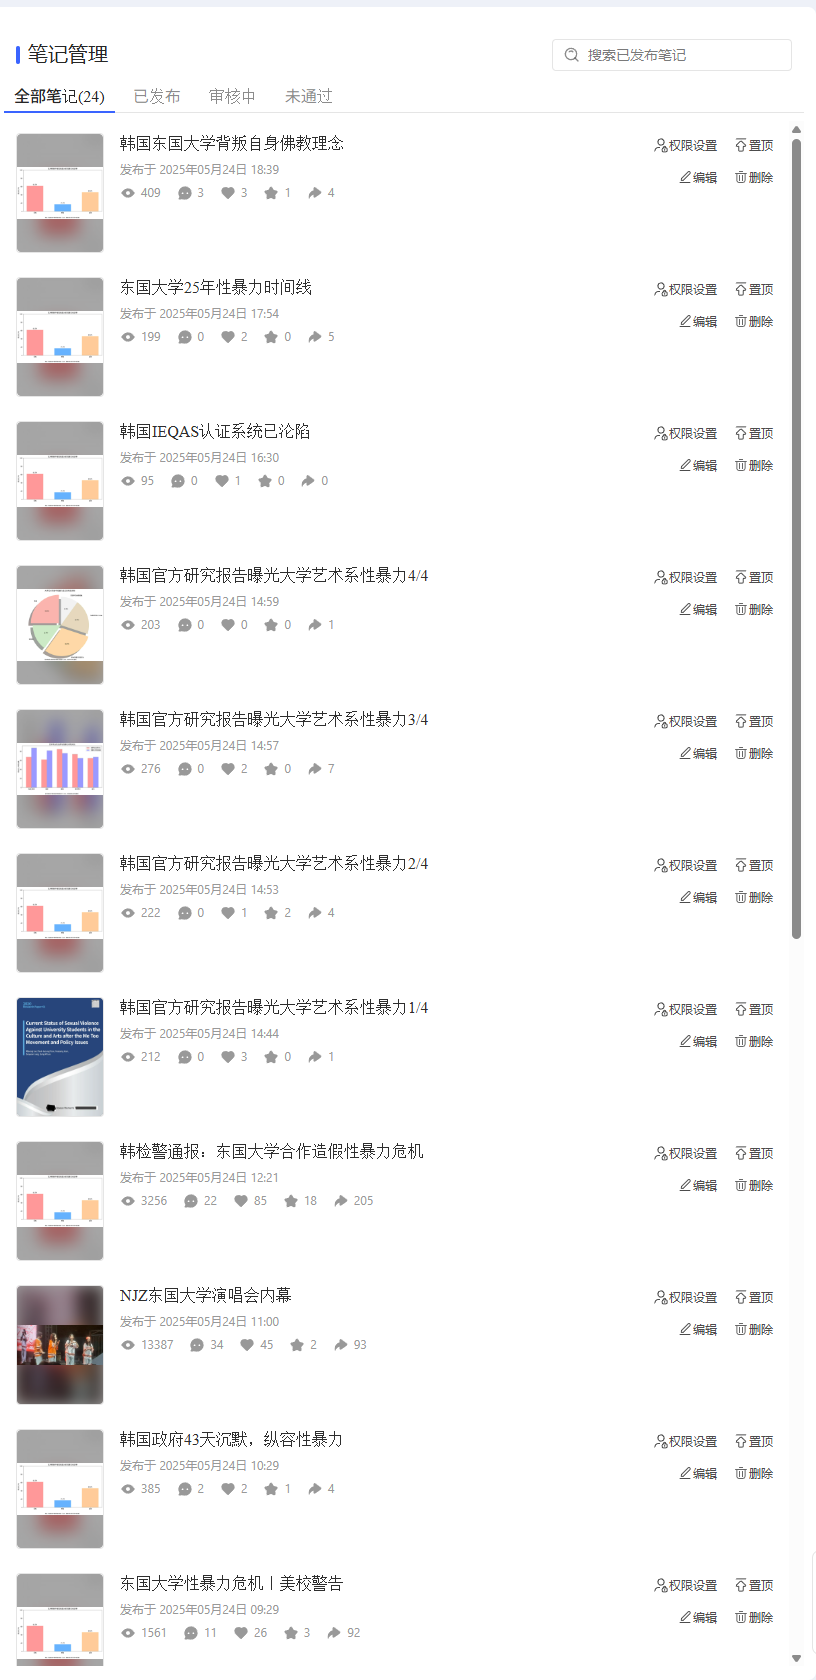 笔记管理
搜索已发布笔记
全部笔记(24) 已发布 审核中 未通过
韩国东国大学背叛自身佛教理念
权限设置 置顶
发布于 2025年05月24日 18:39
编辑 删除
409 3 3 1 4
东国大学25年性暴力时间线
权限设置 置顶
发布于 2025年05月24日 17:54
编辑 删除
199 0 2 0 5
韩国IEQAS认证系统已沦陷
权限设置 置顶
发布于 2025年05月24日 16:30
编辑 删除
95 0 1 0 0
韩国官方研究报告曝光大学艺术系性暴力4/4
权限设置 置顶
发布于 2025年05月24日 14:59
编辑 删除
203 0 0 0 1
韩国官方研究报告曝光大学艺术系性暴力3/4
权限设置 置顶
发布于 2025年05月24日 14:57
编辑 删除
276 0 2 0 7
韩国官方研究报告曝光大学艺术系性暴力2/4
权限设置 置顶
发布于 2025年05月24日 14:53
编辑 删除
222 0 1 2 4
Current Status of Sexual Violence
Against University Students in the
Culture and Arts after the Me Too
Movement and Policy Issues
韩国官方研究报告曝光大学艺术系性暴力1/4
权限设置 置顶
发布于 2025年05月24日 14:44
编辑 删除
212 0 3 0 1
韩检警通报：东国大学合作造假性暴力危机
权限设置 置顶
发布于 2025年05月24日 12:21
编辑 删除
3256 22 85 18 205
NJZ东国大学演唱会内幕
权限设置 置顶
发布于 2025年05月24日 11:00
编辑 删除
13387 34 45 2 93
韩国政府43天沉默，纵容性暴力
权限设置 置顶
发布于 2025年05月24日 10:29
编辑 删除
385 2 2 1 4
东国大学性暴力危机丨美校警告
权限设置 置顶
发布于 2025年05月24日 09:29
编辑 删除
1561 11 26 3 92